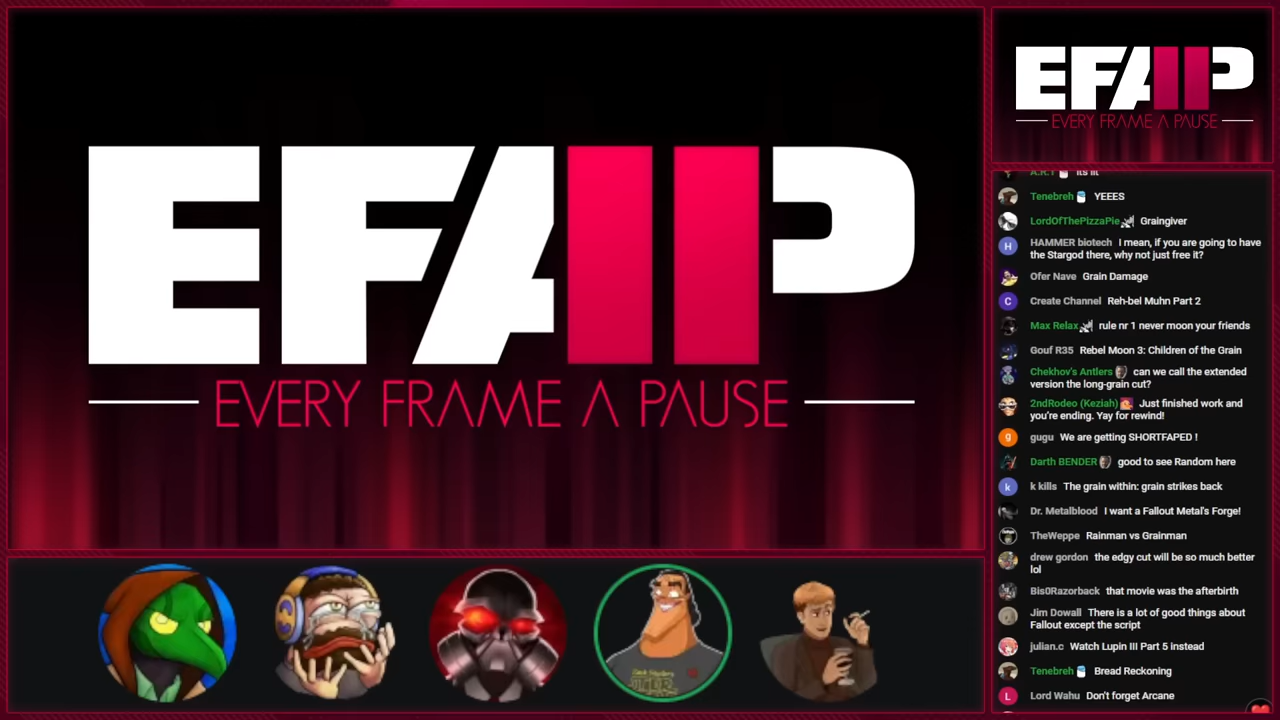 EFAP
EVERY FRAME A PAUSE
EFAP
EVERY FRAME A PAUSE
A.R.T its lit
Tenebreh YEEES
LordOfThePizzaPie Graingiver
H HAMMER biotech I mean, if you are going to have
the Stargod there, why not just free it?
Ofer Nave Grain Damage
C Create Channel Reh-bel Muhn Part 2
Max Relax rule nr 1 never moon your friends
Gouf R35 Rebel Moon 3: Children of the Grain
Chekhov's Antlers can we call the extended
version the long-grain cut?
2ndRodeo (Keziah) Just finished work and
you're ending. Yay for rewind!
g gugu We are getting SHORTFAPED !
Darth BENDER good to see Random here
k k kills The grain within: grain strikes back
Dr. Metalblood I want a Fallout Metal's Forge!
TheWeppe Rainman vs Grainman
drew gordon the edgy cut will be so much better
lol
Bis0Razorback that movie was the afterbirth
Jim Dowall There is a lot of good things about
Fallout except the script
julian.c Watch Lupin III Part 5 instead
Tenebreh Bread Reckoning
L Lord Wahu Don't forget Arcane